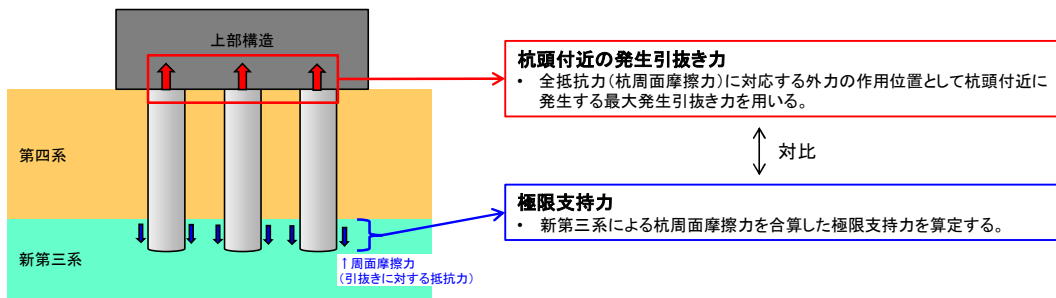 上部構造
第四系
新第三系
↑周面摩擦力
(引抜きに対する抵抗力)
杭頭付近の発生引抜き力
• 全抵抗力(杭周面摩擦力)に対応する外力の作用位置として杭頭付近に
発生する最大発生引抜き力を用いる。
対比
極限支持力
• 新第三系による杭周面摩擦力を合算した極限支持力を算定する。